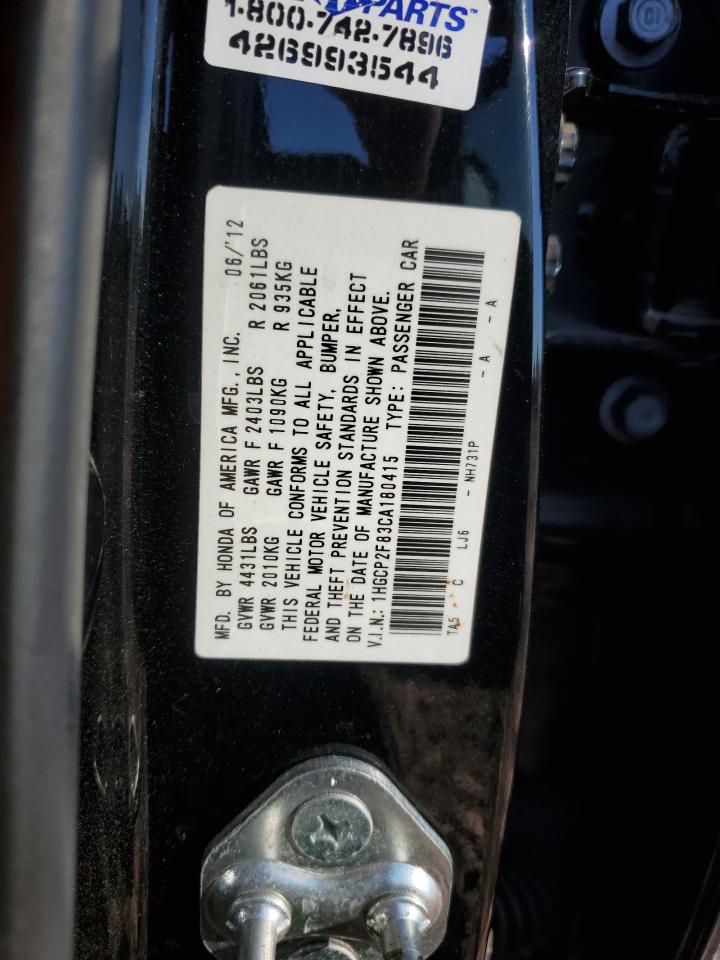 PARTS™
1-800-742-7896
426993544
MFD. BY HONDA OF AMERICA MFG., INC. 06/'12
GVWR 4431LBS GAWR F 2403LBS R 2061LBS
GVWR 2010KG GAWR F 1090KG R 935KG
THIS VEHICLE CONFORMS TO ALL APPLICABLE
FEDERAL MOTOR VEHICLE SAFETY, BUMPER,
AND THEFT PREVENTION STANDARDS IN EFFECT
ON THE DATE OF MANUFACTURE SHOWN ABOVE.
V.I.N.: 1HGCP2F83CA180415 TYPE: PASSENGER CAR
TA5 C LJ6 - NH731P - A - A